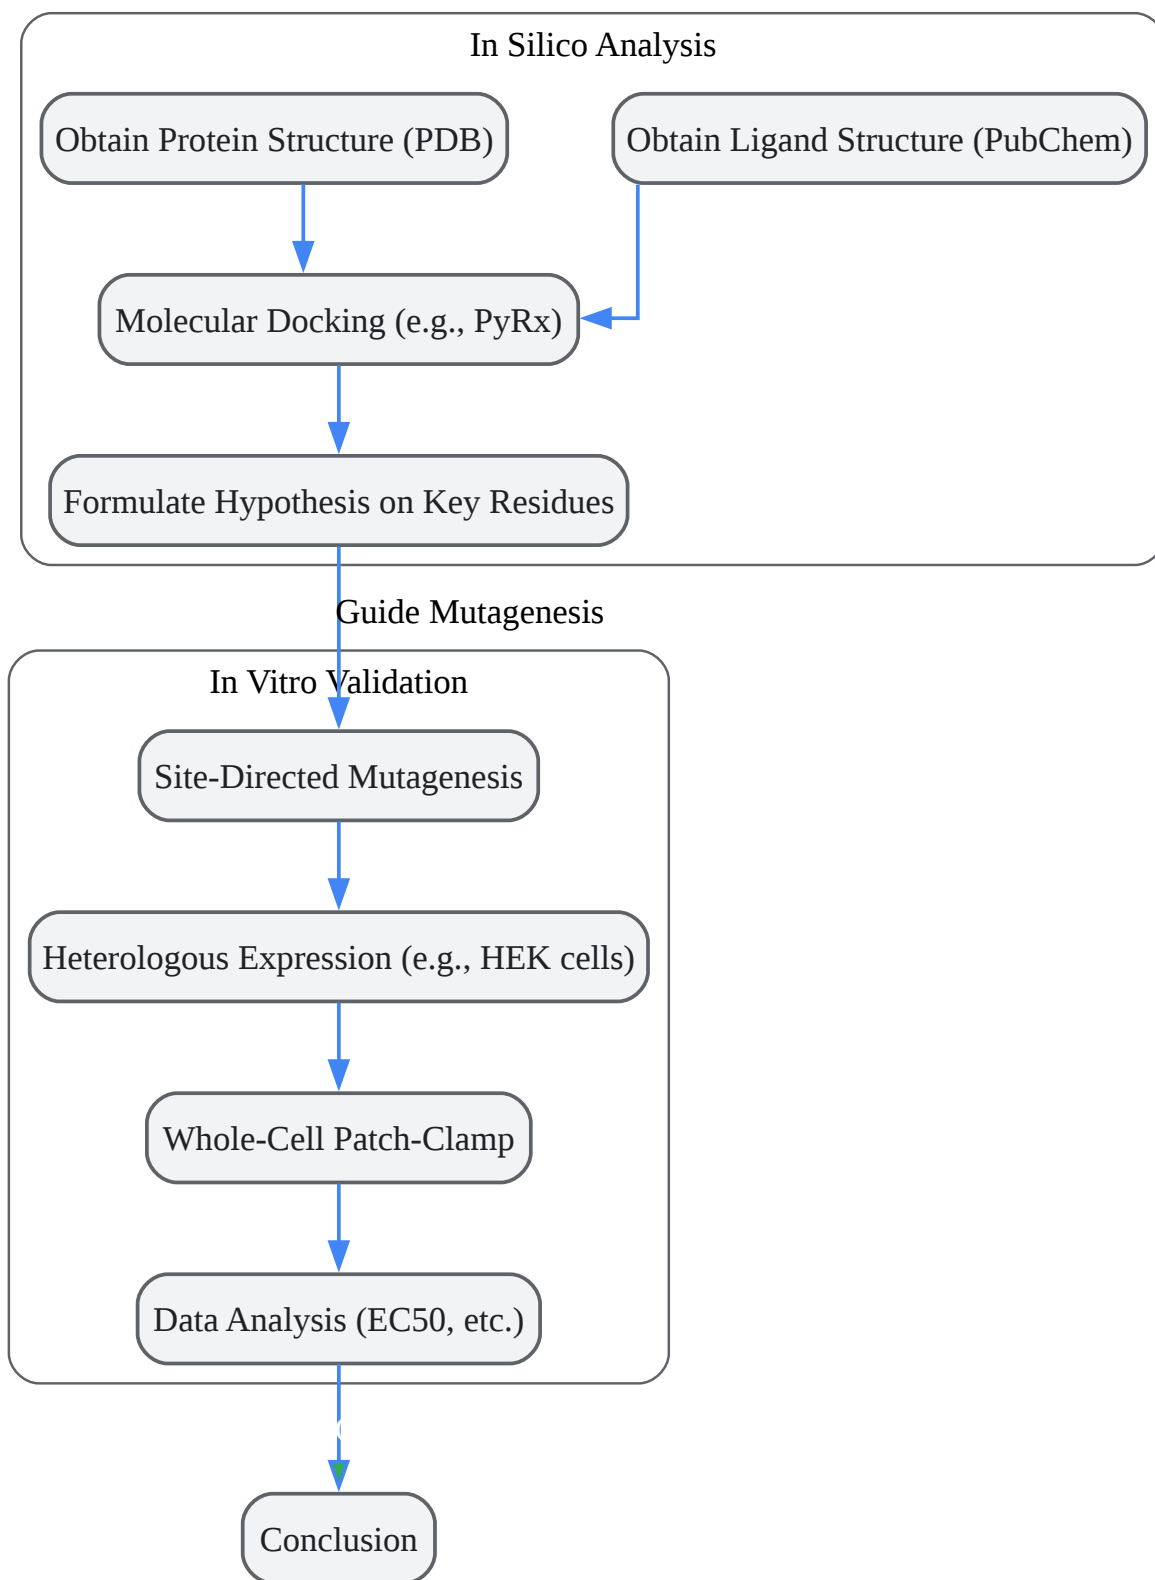 In Silico Analysis
Obtain Protein Structure (PDB)
Obtain Ligand Structure (PubChem)
Molecular Docking (e.g., PyRx)
Formulate Hypothesis on Key Residues
Guide Mutagenesis
In Vitro Validation
Site-Directed Mutagenesis
Heterologous Expression (e.g., HEK cells)
Whole-Cell Patch-Clamp
Data Analysis (EC50, etc.)
Conclusion